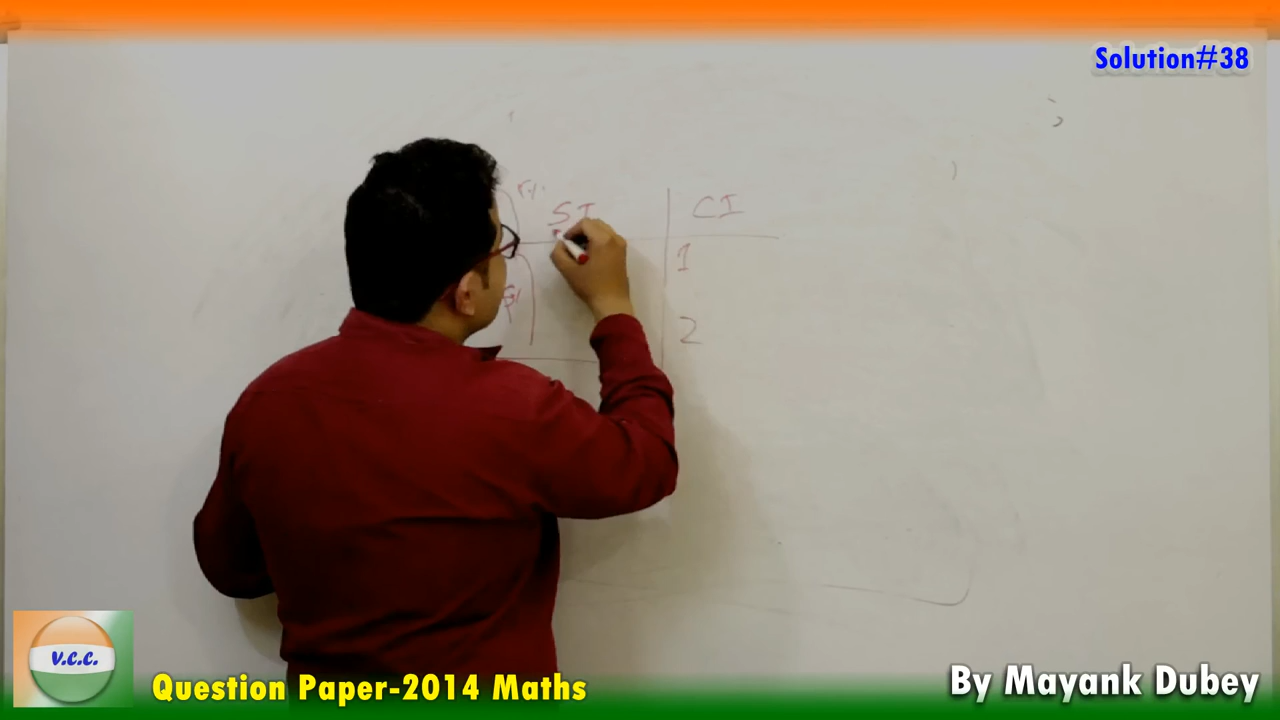 Solution#38
SI CI
1
2
V.C.C.
Question Paper-2014 Maths
By Mayank Dubey